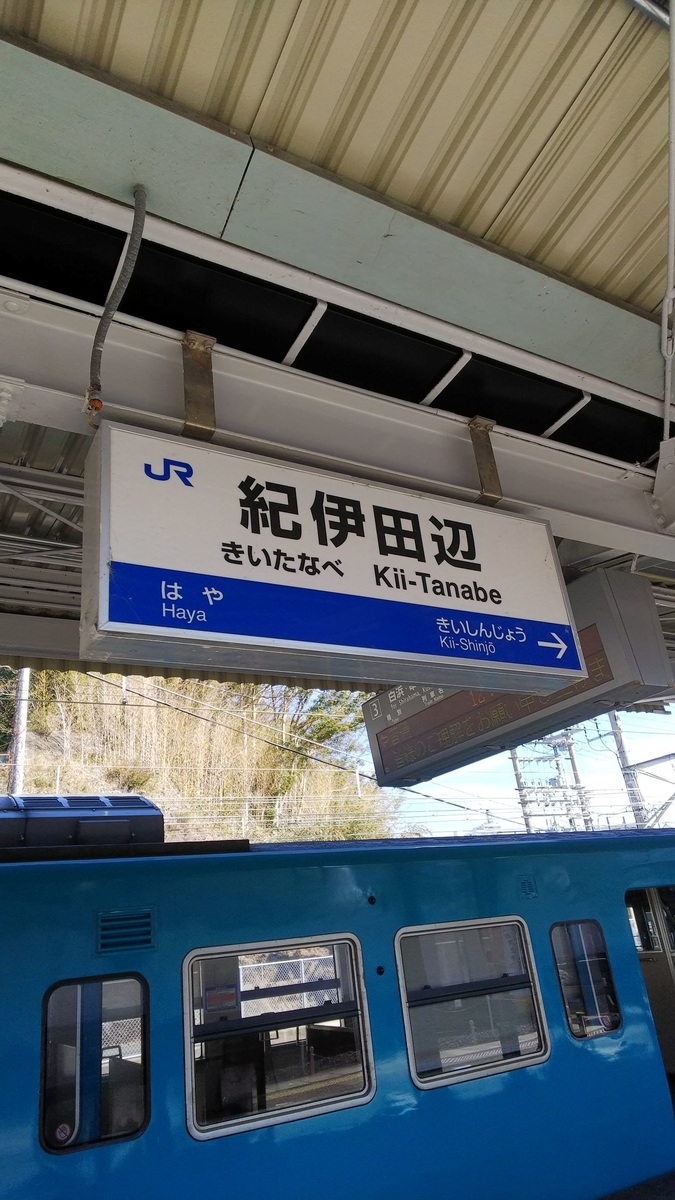 JR
紀伊田辺
きいたなべ Kii-Tanabe
はや
Haya
きいしんじょう
Kii-Shinjō
3